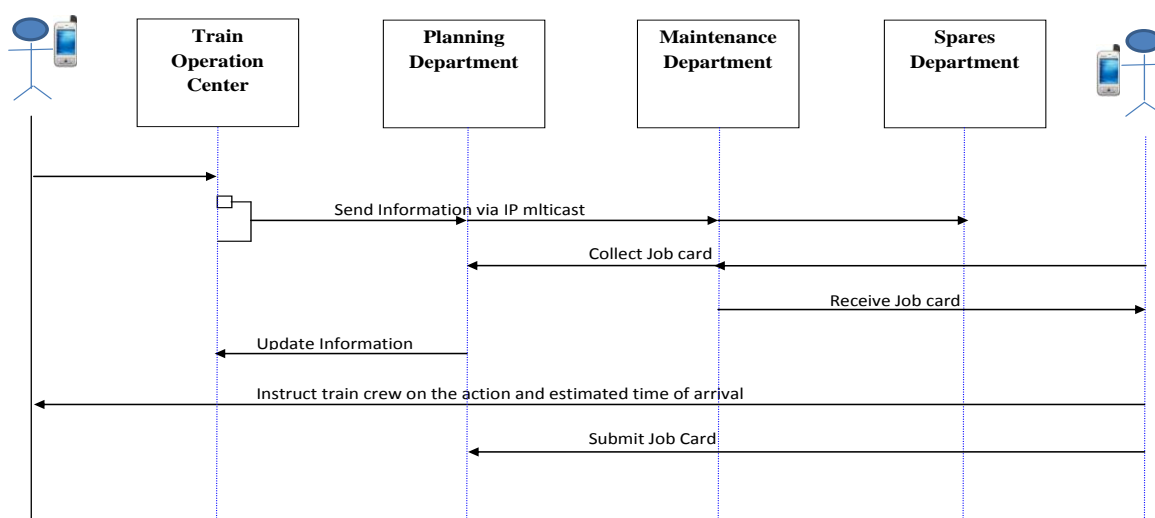 Train
Operation
Center
Planning
Department
Maintenance
Department
Spares
Department
Send Information via IP mlticast
Collect Job card
Receive Job card
Update Information
Instruct train crew on the action and estimated time of arrival
Submit Job Card